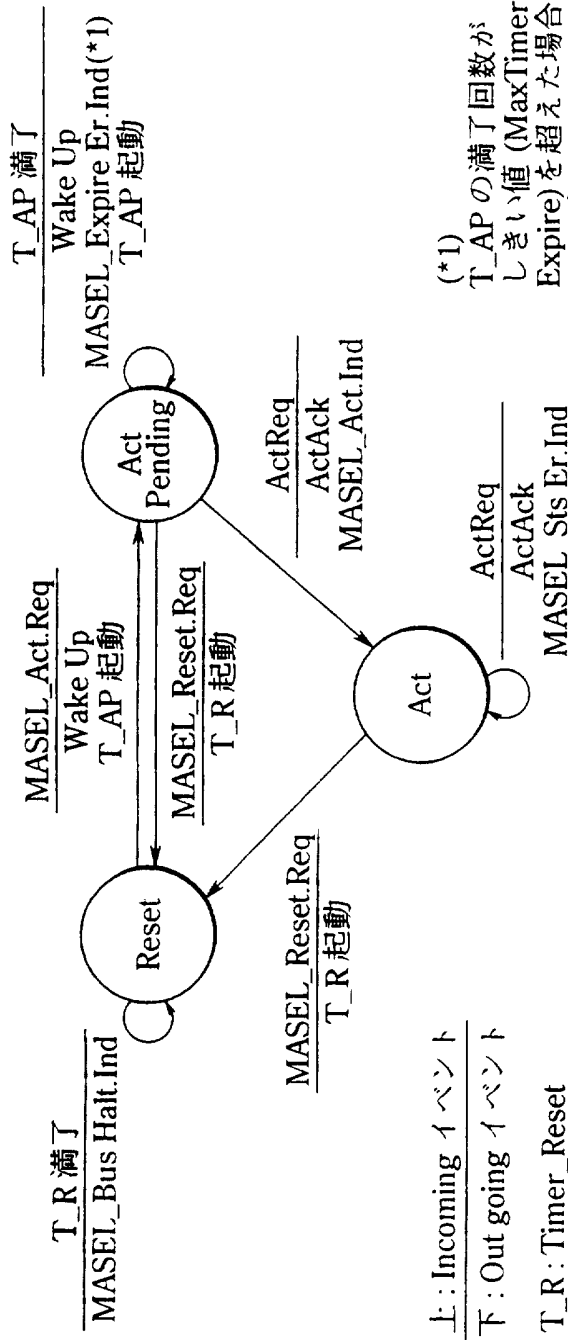 T_R 満了
MASEL_Bus Halt.Ind
Reset
MASEL_Act.Req
Wake Up
T_AP 起動
MASEL_Reset.Req
T_R 起動
Act
Pending
T_AP 満了
Wake Up
MASEL_Expire Er.Ind(*1)
T_AP 起動
MASEL_Reset.Req
T_R 起動
Act
ActReq
ActAck
MASEL_Act.Ind
ActReq
ActAck
MASEL Sts Er.Ind
上 : Incoming イベント
下 : Out going イベント
T_R : Timer_Reset
(*1)
T_AP の満了回数が
しきい値 (MaxTimer
Expire)を超えた場合